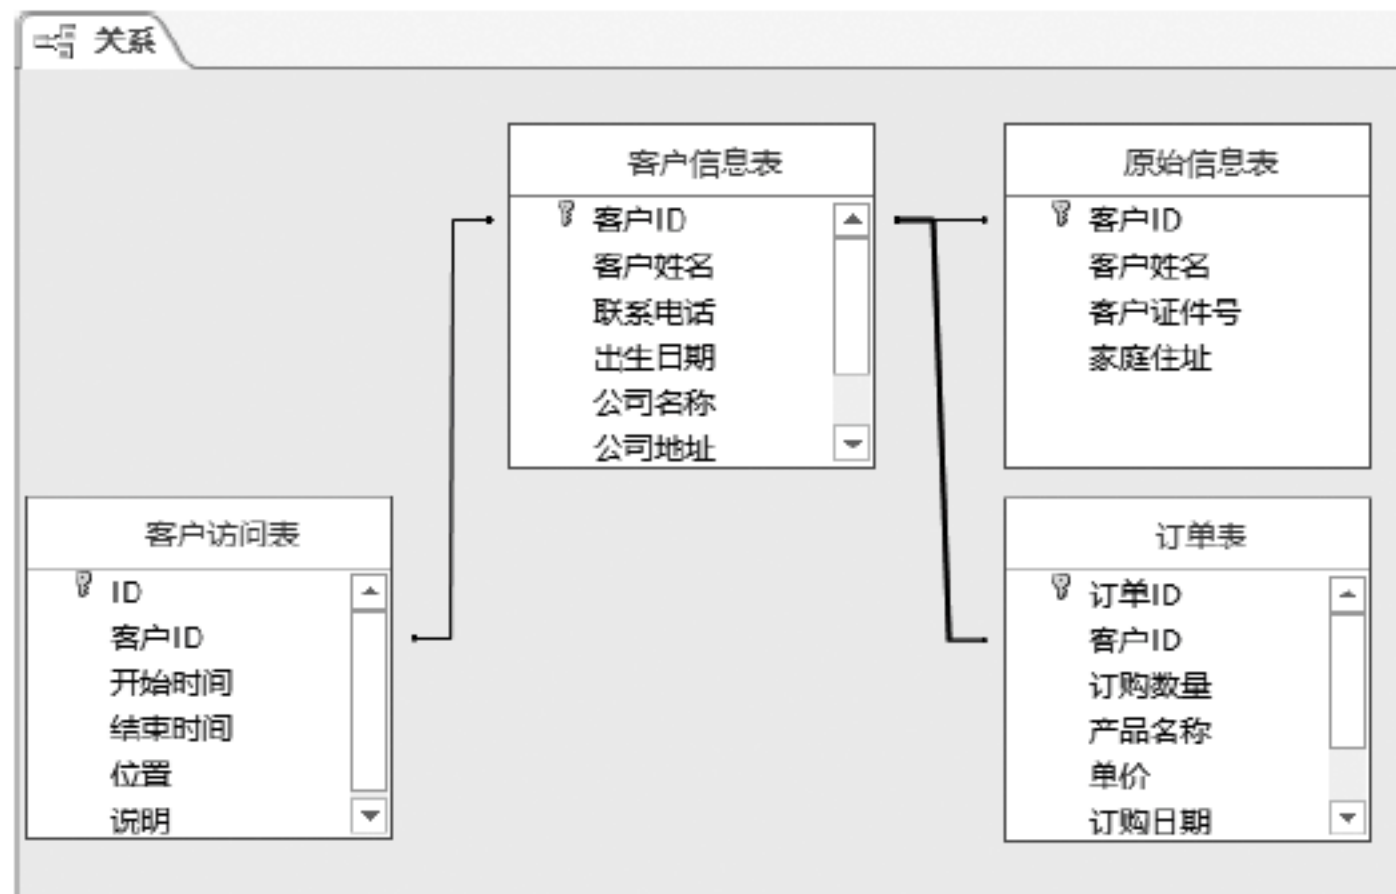 关系
客户信息表
客户ID
客户姓名
联系电话
出生日期
公司名称
公司地址
原始信息表
客户ID
客户姓名
客户证件号
家庭住址
客户访问表
ID
客户ID
开始时间
结束时间
位置
说明
订单表
订单ID
客户ID
订购数量
产品名称
单价
订购日期